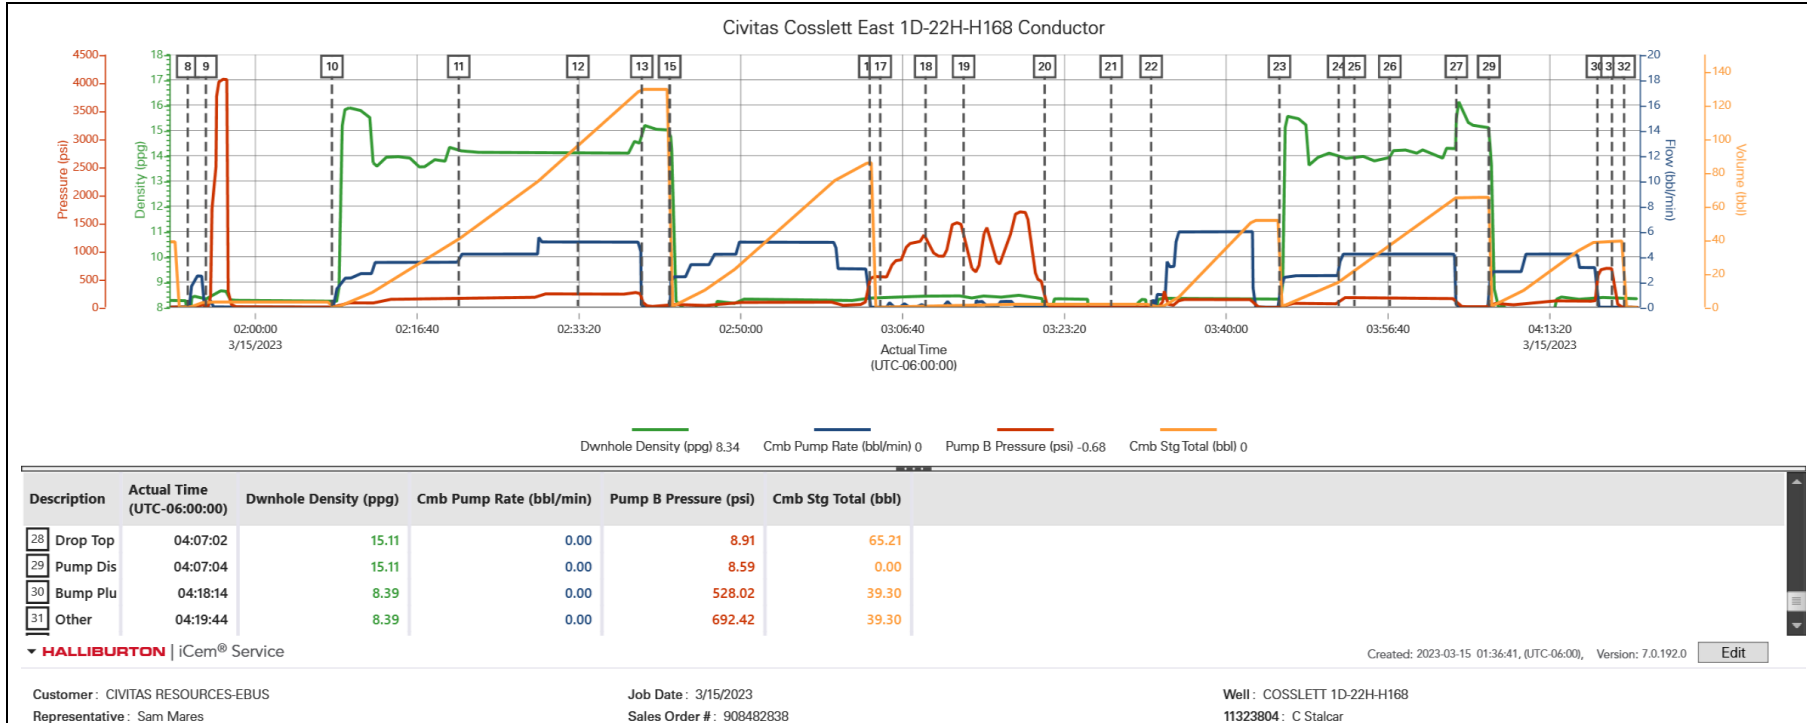 Civitas Cosslett East 1D-22H-H168 Conductor
4500 18 20
4000 17 18 140
3500 16 16 120
3000 15 14 100
2500 14 12 80
2000 13 10
1500 12 8 60
1000 11 6 40
500 10 4 20
0 9 2 0
8 0
Pressure (psi)
Density (ppg)
Flow (bbl/min)
Volume (bbl)
8 9 10 11 12 13 15 17 18 19 20 21 22 23 24 25 26 27 29 30 3 32
02:00:00 02:16:40 02:33:20 02:50:00 03:06:40 03:23:20 03:40:00 03:56:40 04:13:20
3/15/2023 3/15/2023
Actual Time
(UTC-06:00:00)
Dwnhole Density (ppg) 8.34 Cmb Pump Rate (bbl/min) 0 Pump B Pressure (psi) -0.68 Cmb Stg Total (bbl) 0
Description Actual Time (UTC-06:00:00) Dwnhole Density (ppg) Cmb Pump Rate (bbl/min) Pump B Pressure (psi) Cmb Stg Total (bbl)
28 Drop Top 04:07:02 15.11 0.00 8.91 65.21
29 Pump Dis 04:07:04 15.11 0.00 8.59 0.00
30 Bump Plu 04:18:14 8.39 0.00 528.02 39.30
31 Other 04:19:44 8.39 0.00 692.42 39.30
HALLIBURTON | iCem® Service
Created: 2023-03-15 01:36:41, (UTC-06:00), Version: 7.0.192.0 Edit
Customer : CIVITAS RESOURCES-EBUS Job Date : 3/15/2023 Well : COSSLETT 1D-22H-H168
Representative : Sam Mares Sales Order # : 908482838 11323804 : C Stalcar